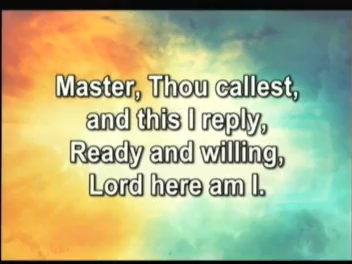 Master, Thou callest,
and this I reply,
Ready and willing,
Lord here am I.